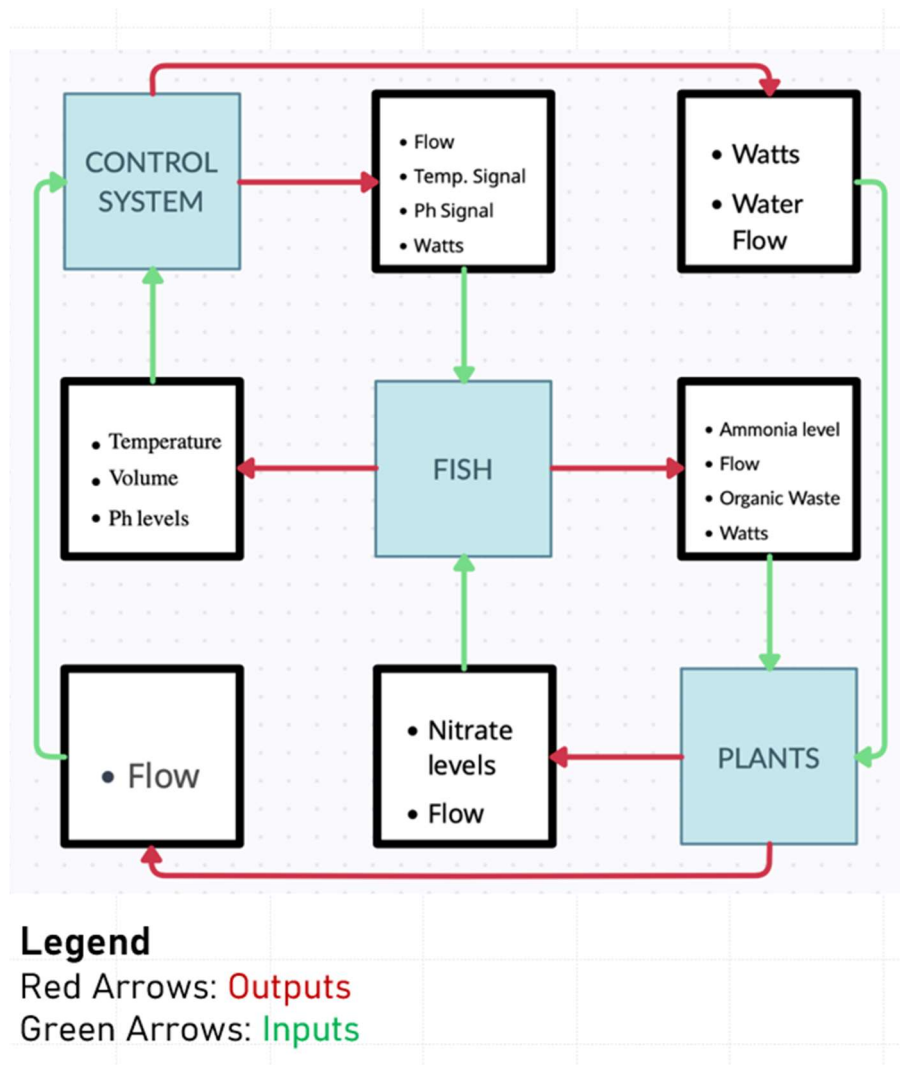 CONTROL
SYSTEM
• Flow
• Temp. Signal
• Ph Signal
• Watts
• Watts
• Water
Flow
• Temperature
• Volume
• Ph levels
FISH
• Ammonia level
• Flow
• Organic Waste
• Watts
• Flow
• Nitrate
levels
• Flow
PLANTS
Legend
Red Arrows: Outputs
Green Arrows: Inputs